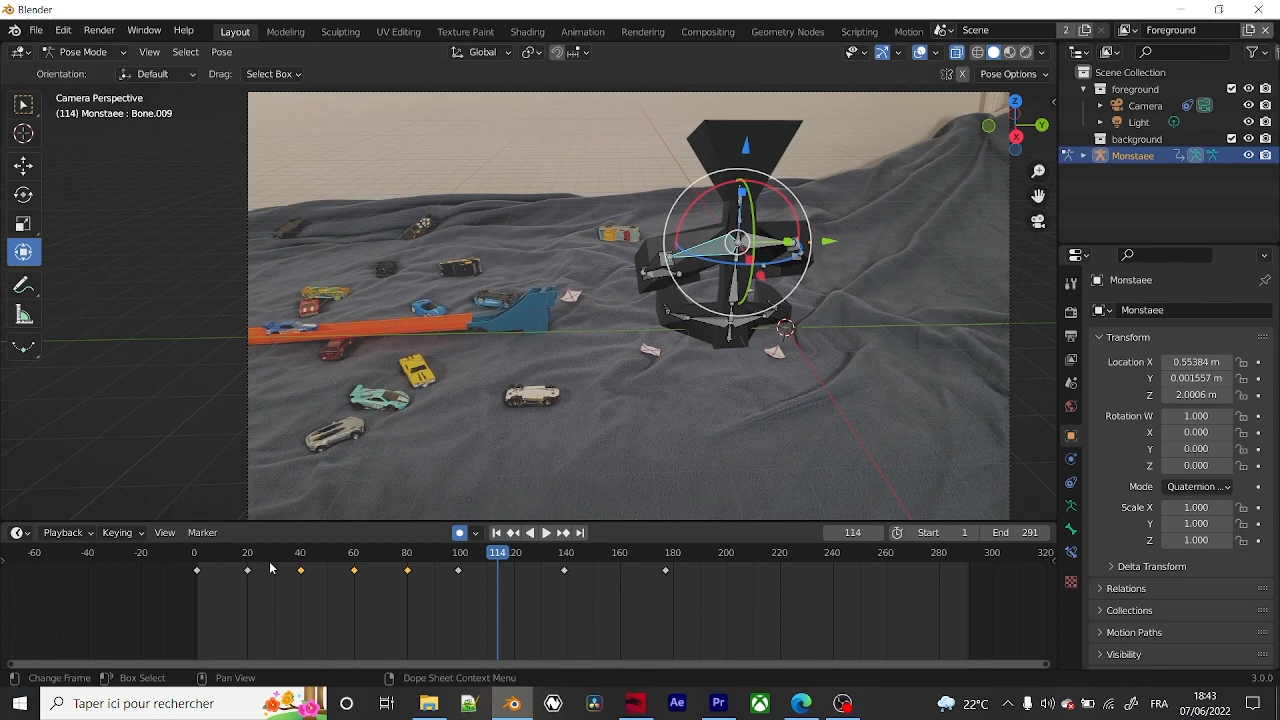 Blender
File Edit Render Window Help Layout Modeling Sculpting UV Editing Texture Paint Shading Animation Rendering Compositing Geometry Nodes Scripting Motion Scene 2 Foreground
Pose Mode View Select Pose Global
Orientation: Default Drag: Select Box X Pose Options
Camera Perspective
(114) Monstaee : Bone.009
Z
Y
X
Scene Collection
foreground
Camera
Light
background
Monstaee
Monstaee
Monstaee
Transform
Location X 0.55384 m
Y 0.001557 m
Z 2.0006 m
Rotation W 1.000
X 0.000
Y 0.000
Z 0.000
Mode Quaternion ...
Scale X 1.000
Y 1.000
Z 1.000
Delta Transform
Relations
Collections
Motion Paths
Visibility
Playback Keying View Marker 114 Start 1 End 291
-60 -40 -20 0 20 40 60 80 100 114 120 140 160 180 200 220 240 260 280 300 320
Change Frame Box Select Pan View Dope Sheet Context Menu 3.0.0
Taper ici pour rechercher Ae Pr 22°C FR 18:43
07/06/2022